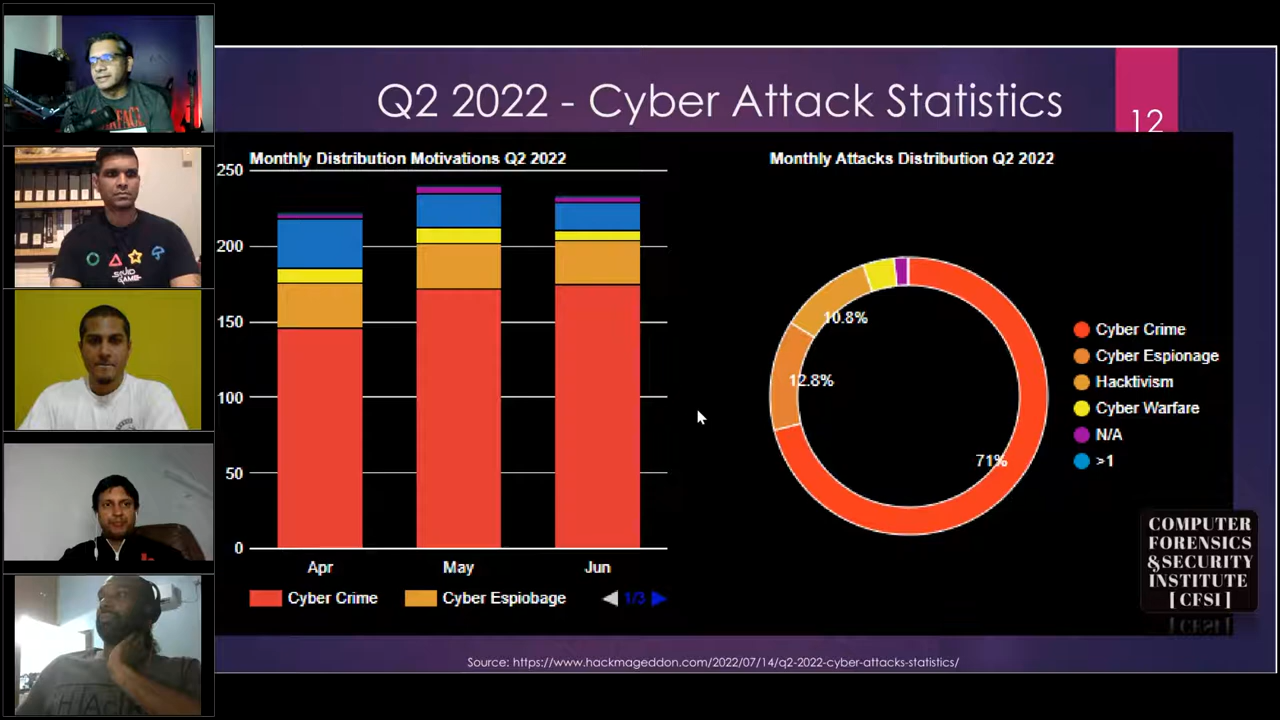 Q2 2022 - Cyber Attack Statistics
12
Monthly Distribution Motivations Q2 2022
250
200
150
100
50
0
Apr
May
Jun
Cyber Crime
Cyber Espiobage
1/3
Monthly Attacks Distribution Q2 2022
10.8%
12.8%
71%
Cyber Crime
Cyber Espionage
Hacktivism
Cyber Warfare
N/A
>1
COMPUTER
FORENSICS
&SECURITY
INSTITUTE
[ CFSI ]
Source: https://www.hackmageddon.com/2022/07/14/q2-2022-cyber-attacks-statistics/
SQUID
GAME